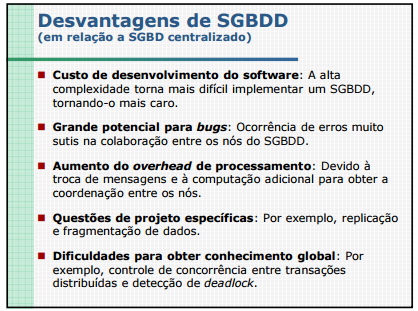 Desvantagens de SGBDD
(em relação a SGBD centralizado)
Custo de desenvolvimento do software: A alta
complexidade torna mais difícil implementar um SGBDD,
tornando-o mais caro.
Grande potencial para bugs: Ocorrência de erros muito
sutis na colaboração entre os nós do SGBDD.
Aumento do overhead de processamento: Devido à
troca de mensagens e à computação adicional para obter a
coordenação entre os nós.
Questões de projeto específicas: Por exemplo, replicação
e fragmentação de dados.
Dificuldades para obter conhecimento global: Por
exemplo, controle de concorrência entre transações
distribuídas e detecção de deadlock.